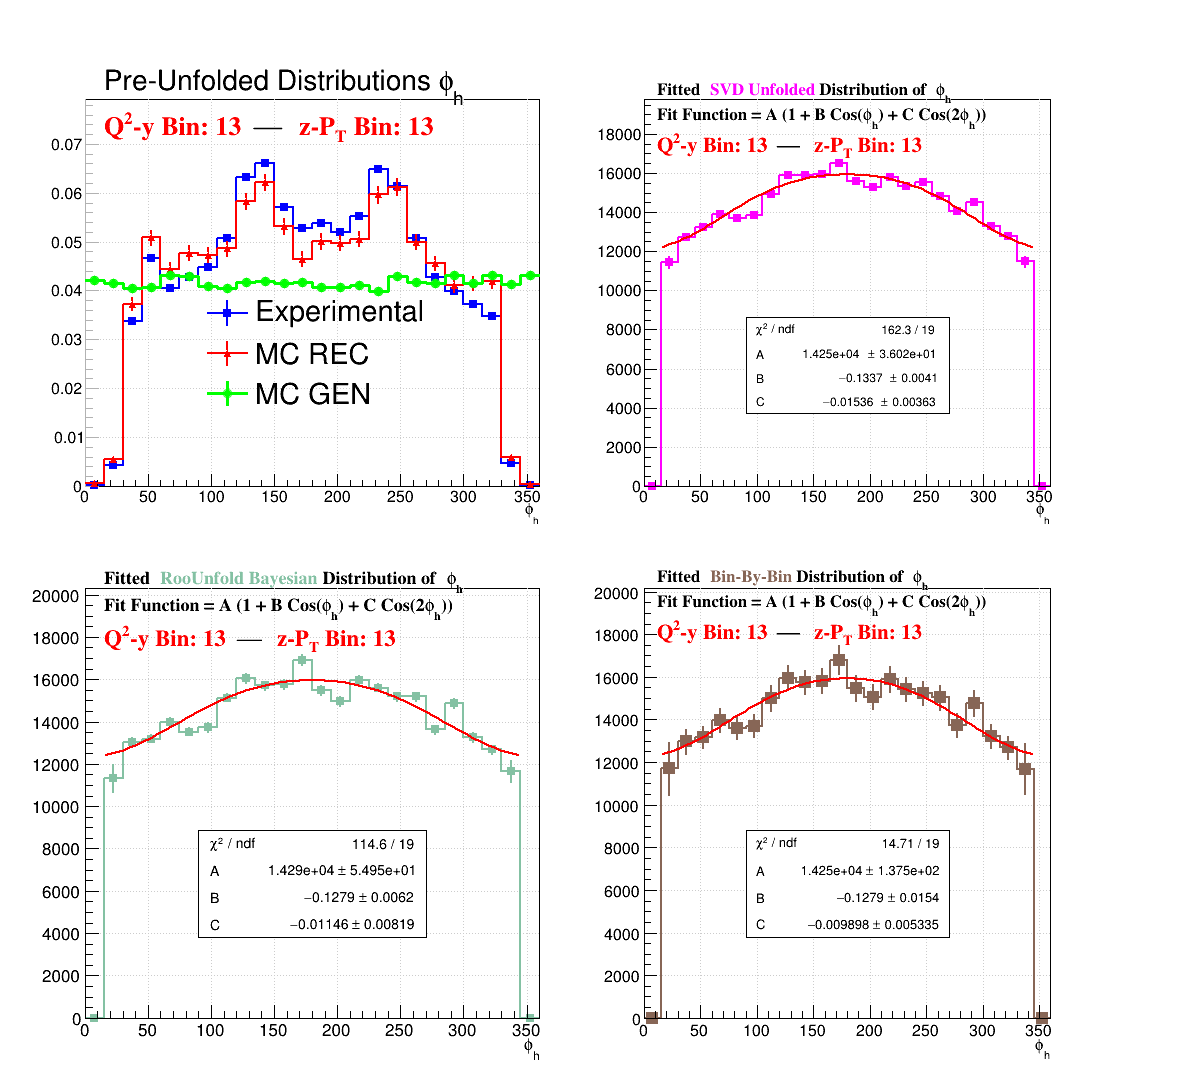 Pre-Unfolded Distributions ϕh
Q²-y Bin: 13 — z-PT Bin: 13
0.07
0.06
0.05
0.04
0.03
0.02
0.01
0
Experimental
MC REC
MC GEN
0 50 100 150 200 250 300 350
ϕh
Fitted SVD Unfolded Distribution of ϕh
Fit Function = A (1 + B Cos(ϕh) + C Cos(2ϕh))
Q²-y Bin: 13 — z-PT Bin: 13
18000
16000
14000
12000
10000
8000
6000
4000
2000
0
χ² / ndf 162.3 / 19
A 1.425e+04 ± 3.602e+01
B −0.1337 ± 0.0041
C −0.01536 ± 0.00363
0 50 100 150 200 250 300 350
ϕh
Fitted RooUnfold Bayesian Distribution of ϕh
Fit Function = A (1 + B Cos(ϕh) + C Cos(2ϕh))
Q²-y Bin: 13 — z-PT Bin: 13
20000
18000
16000
14000
12000
10000
8000
6000
4000
2000
0
χ² / ndf 114.6 / 19
A 1.429e+04 ± 5.495e+01
B −0.1279 ± 0.0062
C −0.01146 ± 0.00819
0 50 100 150 200 250 300 350
ϕh
Fitted Bin-By-Bin Distribution of ϕh
Fit Function = A (1 + B Cos(ϕh) + C Cos(2ϕh))
Q²-y Bin: 13 — z-PT Bin: 13
20000
18000
16000
14000
12000
10000
8000
6000
4000
2000
0
χ² / ndf 14.71 / 19
A 1.425e+04 ± 1.375e+02
B −0.1279 ± 0.0154
C −0.009898 ± 0.005335
0 50 100 150 200 250 300 350
ϕh